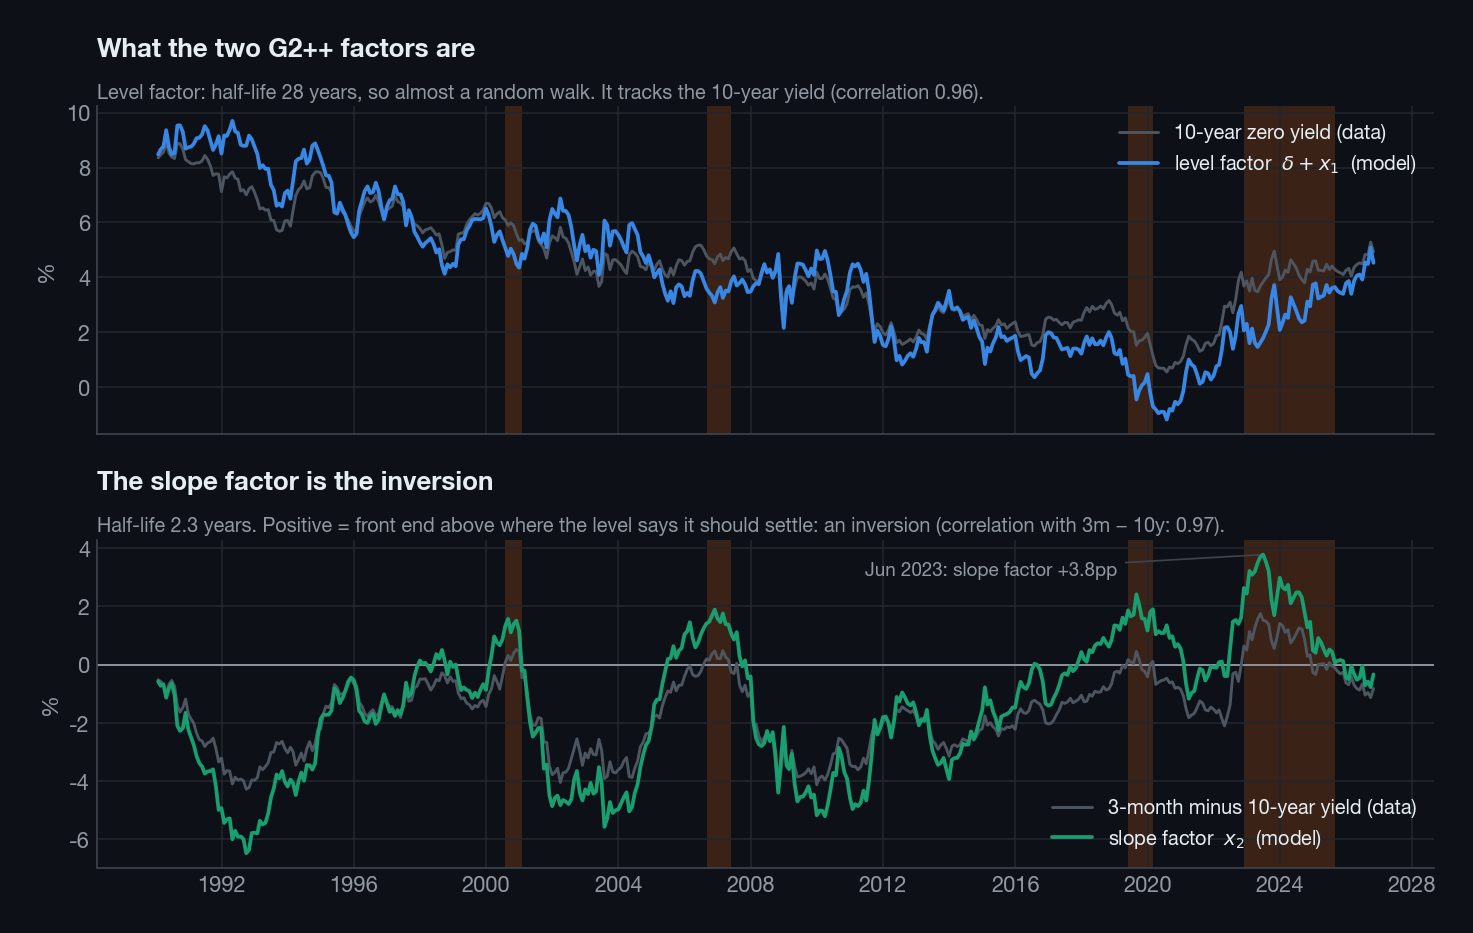 What the two G2++ factors are
Level factor: half-life 28 years, so almost a random walk. It tracks the 10-year yield (correlation 0.96).
10
8
6
4
2
0
%
10-year zero yield (data)
level factor δ + x₁ (model)
The slope factor is the inversion
Half-life 2.3 years. Positive = front end above where the level says it should settle: an inversion (correlation with 3m − 10y: 0.97).
4
2
0
-2
-4
-6
%
Jun 2023: slope factor +3.8pp
3-month minus 10-year yield (data)
slope factor x₂ (model)
1992 1996 2000 2004 2008 2012 2016 2020 2024 2028